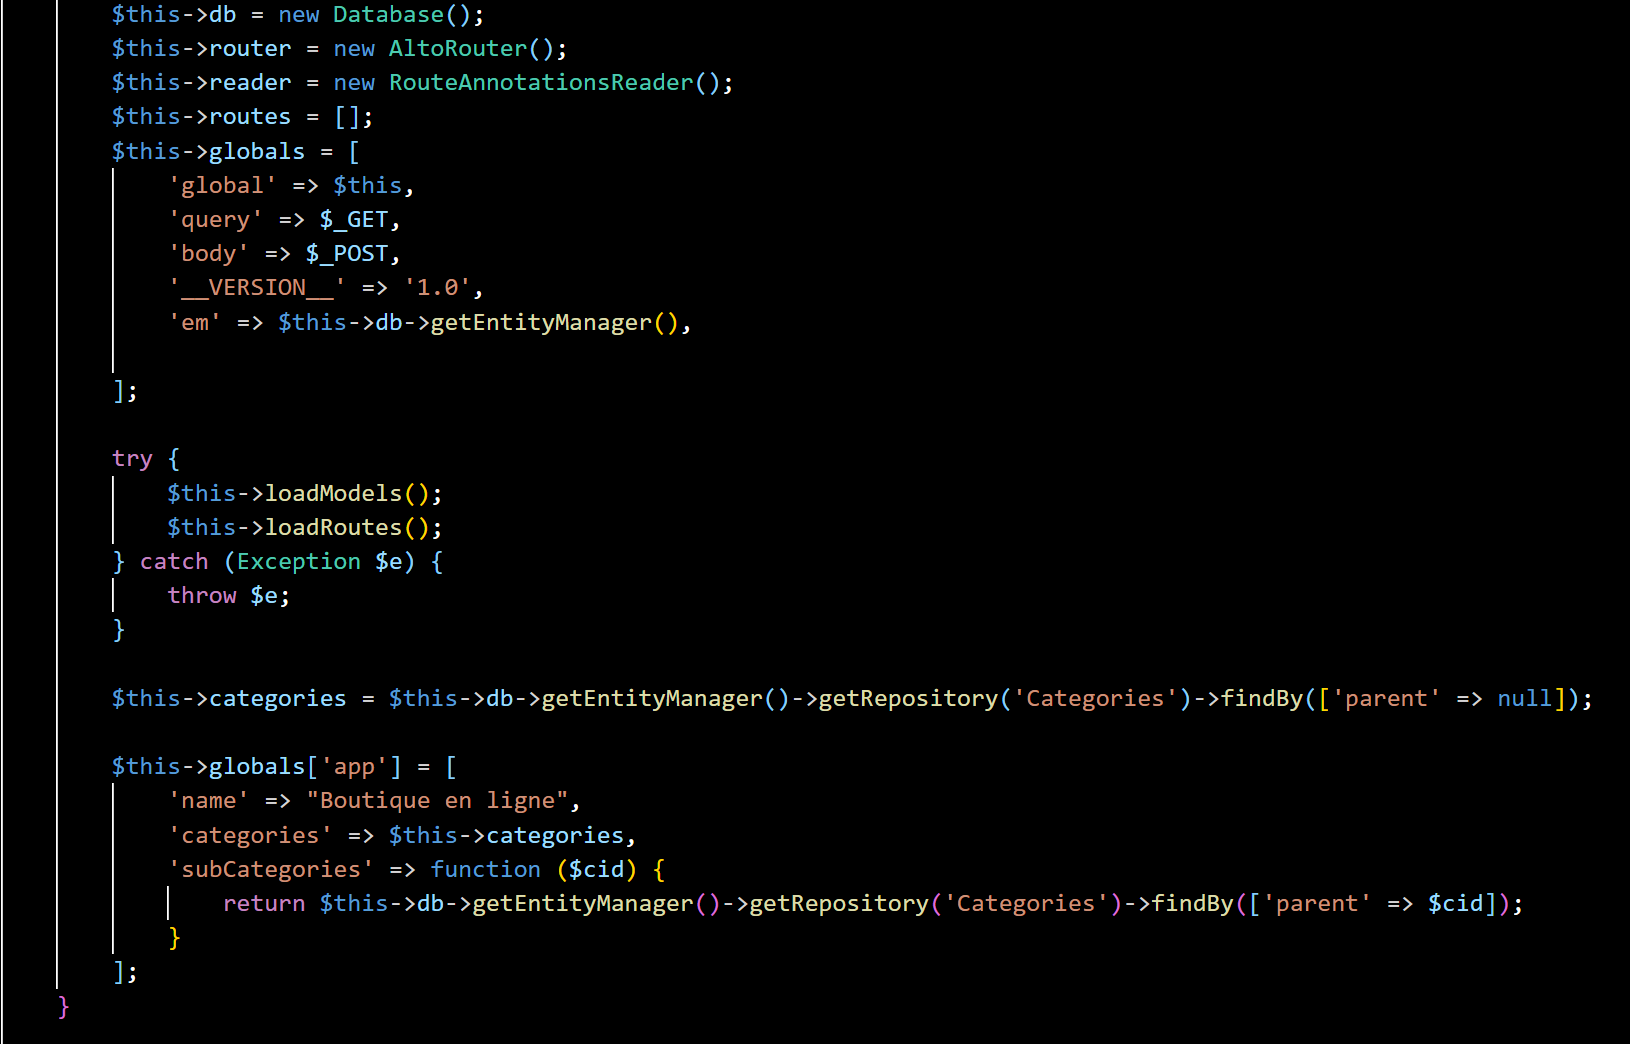 $this->db = new Database();
$this->router = new AltoRouter();
$this->reader = new RouteAnnotationsReader();
$this->routes = [];
$this->globals = [
'global' => $this,
'query' => $_GET,
'body' => $_POST,
'__VERSION__' => '1.0',
'em' => $this->db->getEntityManager(),
];
try {
$this->loadModels();
$this->loadRoutes();
} catch (Exception $e) {
throw $e;
}
$this->categories = $this->db->getEntityManager()->getRepository('Categories')->findBy(['parent' => null]);
$this->globals['app'] = [
'name' => "Boutique en ligne",
'categories' => $this->categories,
'subCategories' => function ($cid) {
return $this->db->getEntityManager()->getRepository('Categories')->findBy(['parent' => $cid]);
}
];
}